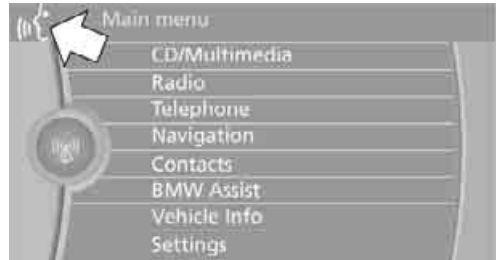 Main menu
CD/Multimedia
Radio
Telephone
Navigation
Contacts
BMW Assist
Vehicle Info
Settings